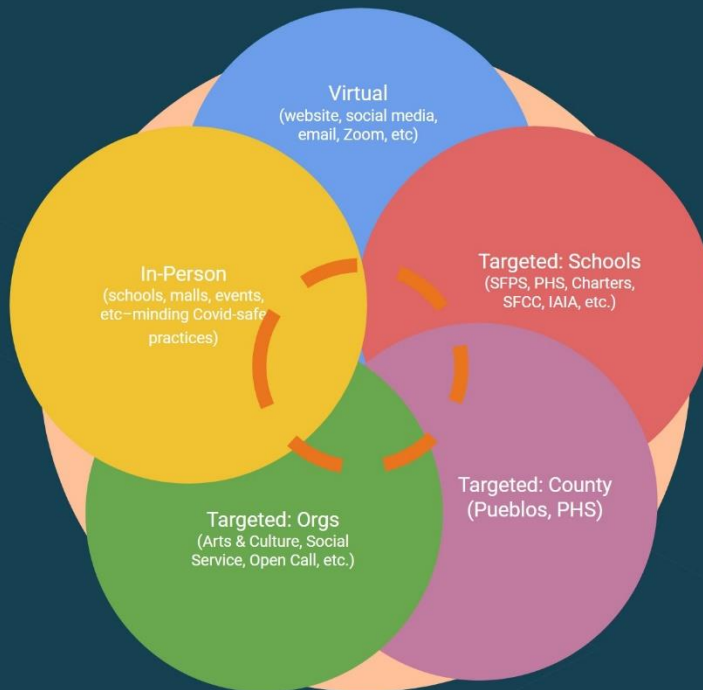 Virtual
(website, social media,
email, Zoom, etc)
In-Person
(schools, malls, events,
etc–minding Covid-safe
practices)
Targeted: Schools
(SFPS, PHS, Charters,
SFCC, IAIA, etc.)
Targeted: County
(Pueblos, PHS)
Targeted: Orgs
(Arts & Culture, Social
Service, Open Call, etc.)